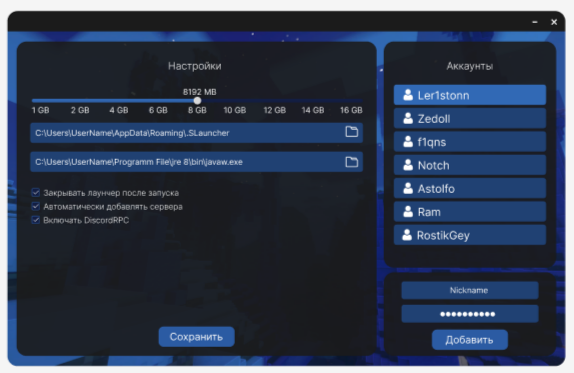 Настройки
8192 MB
1 GB 2 GB 4 GB 6 GB 8 GB 10 GB 12 GB 14 GB 16 GB
C:\Users\UserName\AppData\Roaming\.SLauncher
C:\Users\UserName\Programm File\jre 8\bin\javaw.exe
Закрывать лаунчер после запуска
Автоматически добавлять сервера
Включать DiscordRPC
Сохранить
Аккаунты
Ler1stonn
Zedoll
f1qns
Notch
Astolfo
Ram
RostikGey
Nickname
Добавить